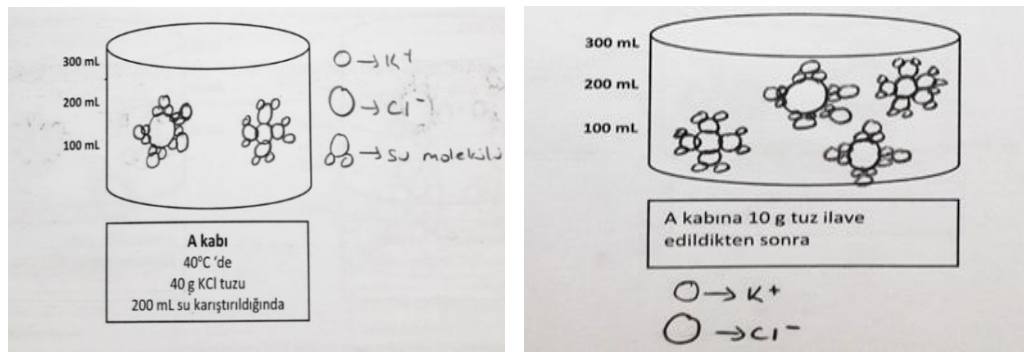 300 mL
200 mL
100 mL
→ K+
→ Cl-
→ Su molekülü
A kabı
40°C 'de
40 g KCl tuzu
200 mL su karıştırıldığında
300 mL
200 mL
100 mL
A kabına 10 g tuz ilave
edildikten sonra
→ K+
→ Cl-